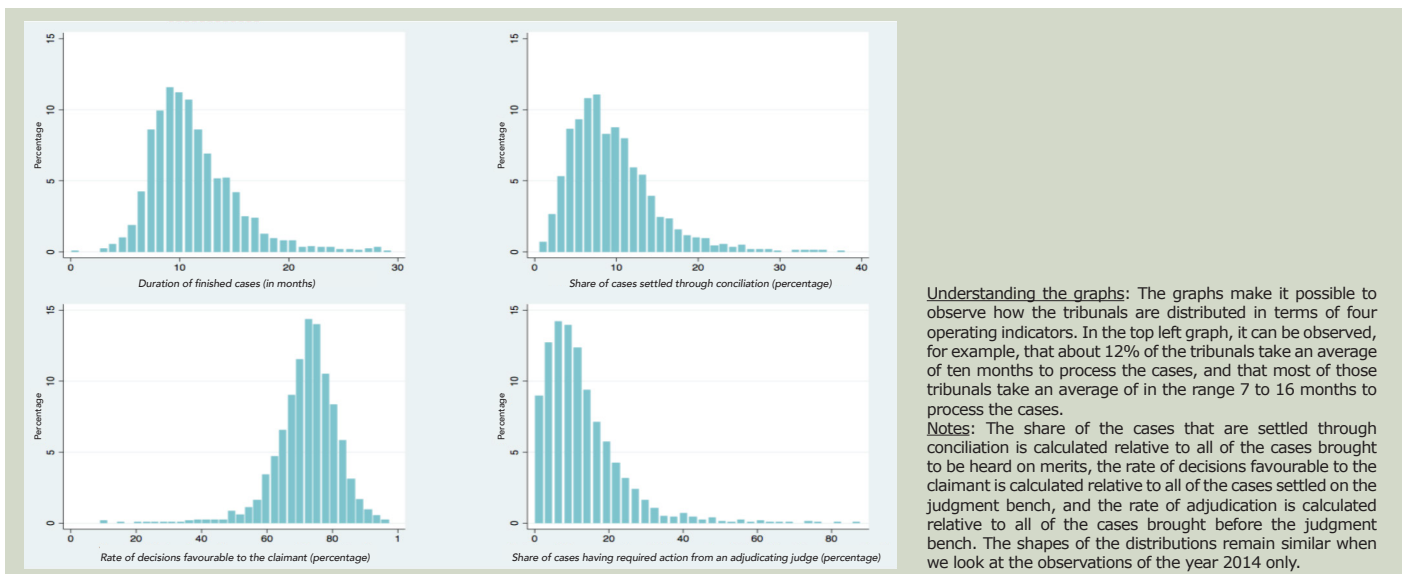 15
10
5
0
Percentage
0 10 20 30
Duration of finished cases (in months)
15
10
5
0
Percentage
0 10 20 30 40
Share of cases settled through conciliation (percentage)
15
10
5
0
Percentage
0 20 40 60 80 1
Rate of decisions favourable to the claimant (percentage)
15
10
5
0
Percentage
0 20 40 60 80
Share of cases having required action from an adjudicating judge (percentage)
Understanding the graphs: The graphs make it possible to
observe how the tribunals are distributed in terms of four
operating indicators. In the top left graph, it can be observed,
for example, that about 12% of the tribunals take an average
of ten months to process the cases, and that most of those
tribunals take an average of in the range 7 to 16 months to
process the cases.
Notes: The share of the cases that are settled through
conciliation is calculated relative to all of the cases brought
to be heard on merits, the rate of decisions favourable to the
claimant is calculated relative to all of the cases settled on the
judgment bench, and the rate of adjudication is calculated
relative to all of the cases brought before the judgment
bench. The shapes of the distributions remain similar when
we look at the observations of the year 2014 only.